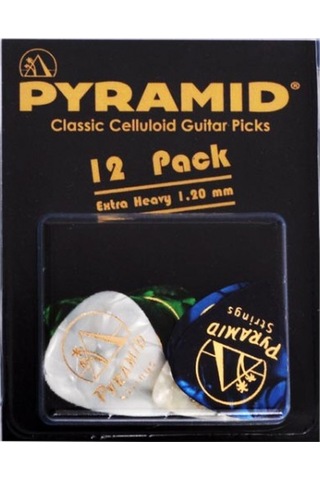 PYRAMID®
Classic Celluloid Guitar Picks
12 Pack
Extra Heavy 1,20 mm
PYRAMID
PYRAMID
Strings